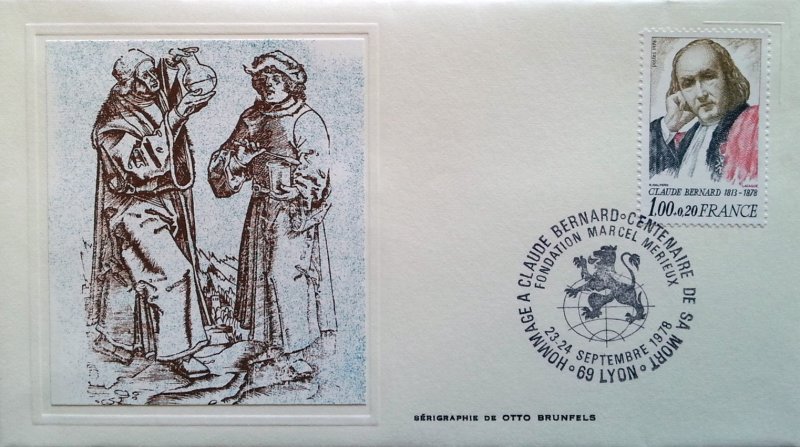 CLAUDE BERNARD 1813-1878
1,00+0,20 FRANCE
HOMMAGE A CLAUDE BERNARD • CENTENAIRE DE SA MORT •
FONDATION MARCEL MERIEUX
23-24 SEPTEMBRE 1978
69 LYON
SÉRIGRAPHIE DE OTTO BRUNFELS